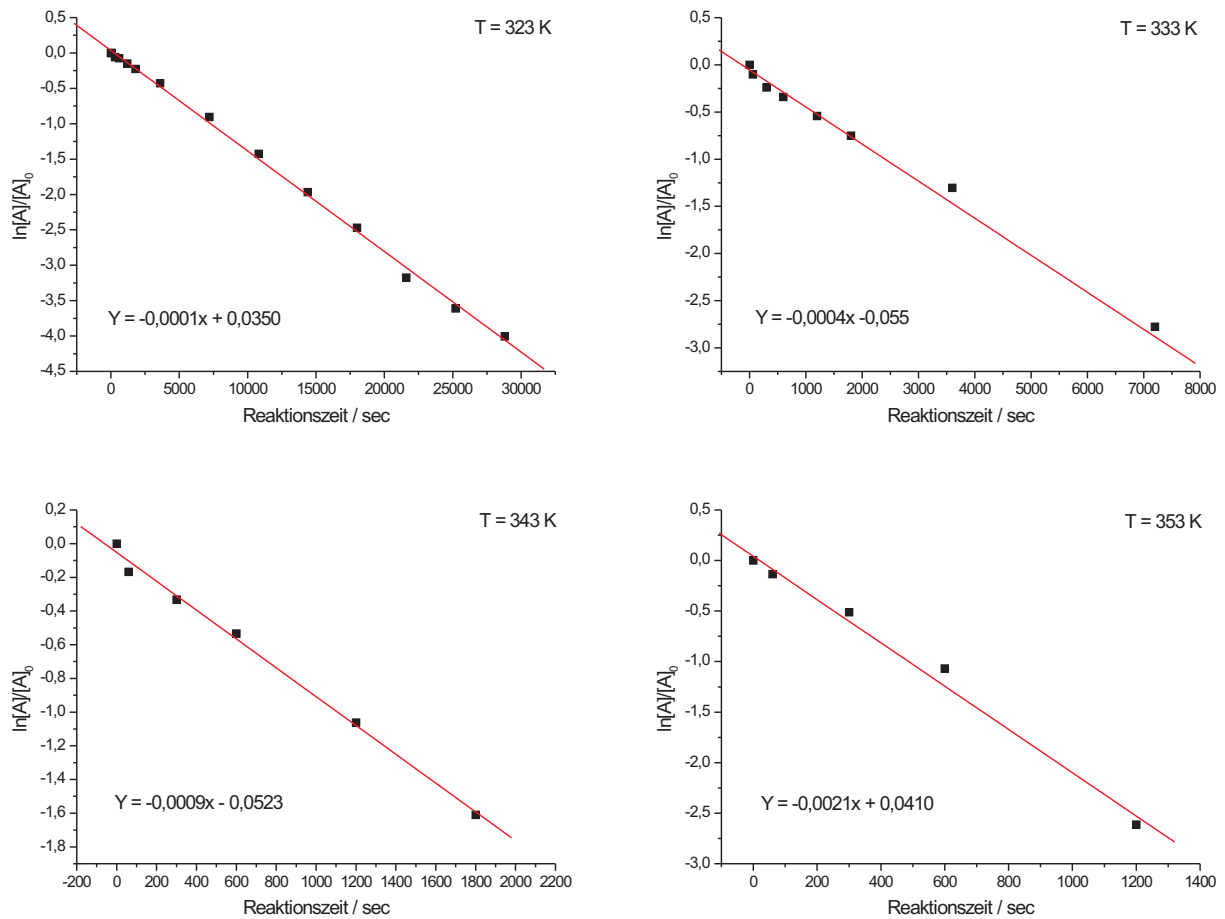 T = 323 K
0,5
0,0
-0,5
-1,0
-1,5
-2,0
-2,5
-3,0
-3,5
-4,0
-4,5
ln[A]/[A]₀
Y = -0,0001x + 0,0350
0 5000 10000 15000 20000 25000 30000
Reaktionszeit / sec
T = 333 K
0,5
0,0
-0,5
-1,0
-1,5
-2,0
-2,5
-3,0
ln[A]/[A]₀
Y = -0,0004x -0,055
0 1000 2000 3000 4000 5000 6000 7000 8000
Reaktionszeit / sec
T = 343 K
0,2
0,0
-0,2
-0,4
-0,6
-0,8
-1,0
-1,2
-1,4
-1,6
-1,8
ln[A]/[A]₀
Y = -0,0009x - 0,0523
-200 0 200 400 600 800 1000 1200 1400 1600 1800 2000 2200
Reaktionszeit / sec
T = 353 K
0,5
0,0
-0,5
-1,0
-1,5
-2,0
-2,5
-3,0
ln[A]/[A]₀
Y = -0,0021x + 0,0410
0 200 400 600 800 1000 1200 1400
Reaktionszeit / sec